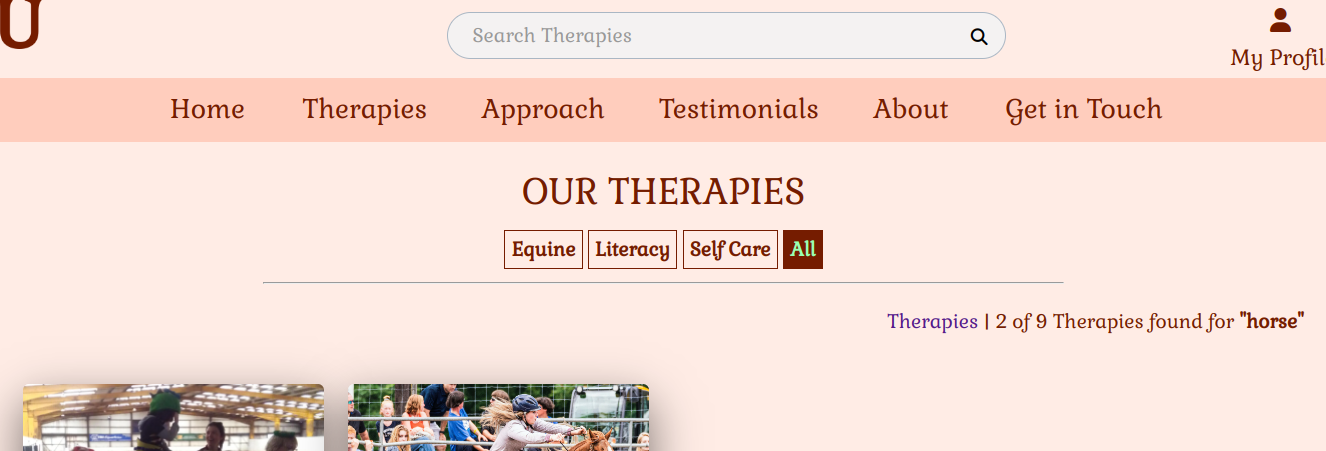 U
Search Therapies
My Profil
Home Therapies Approach Testimonials About Get in Touch
OUR THERAPIES
Equine Literacy Self Care All
Therapies | 2 of 9 Therapies found for "horse"